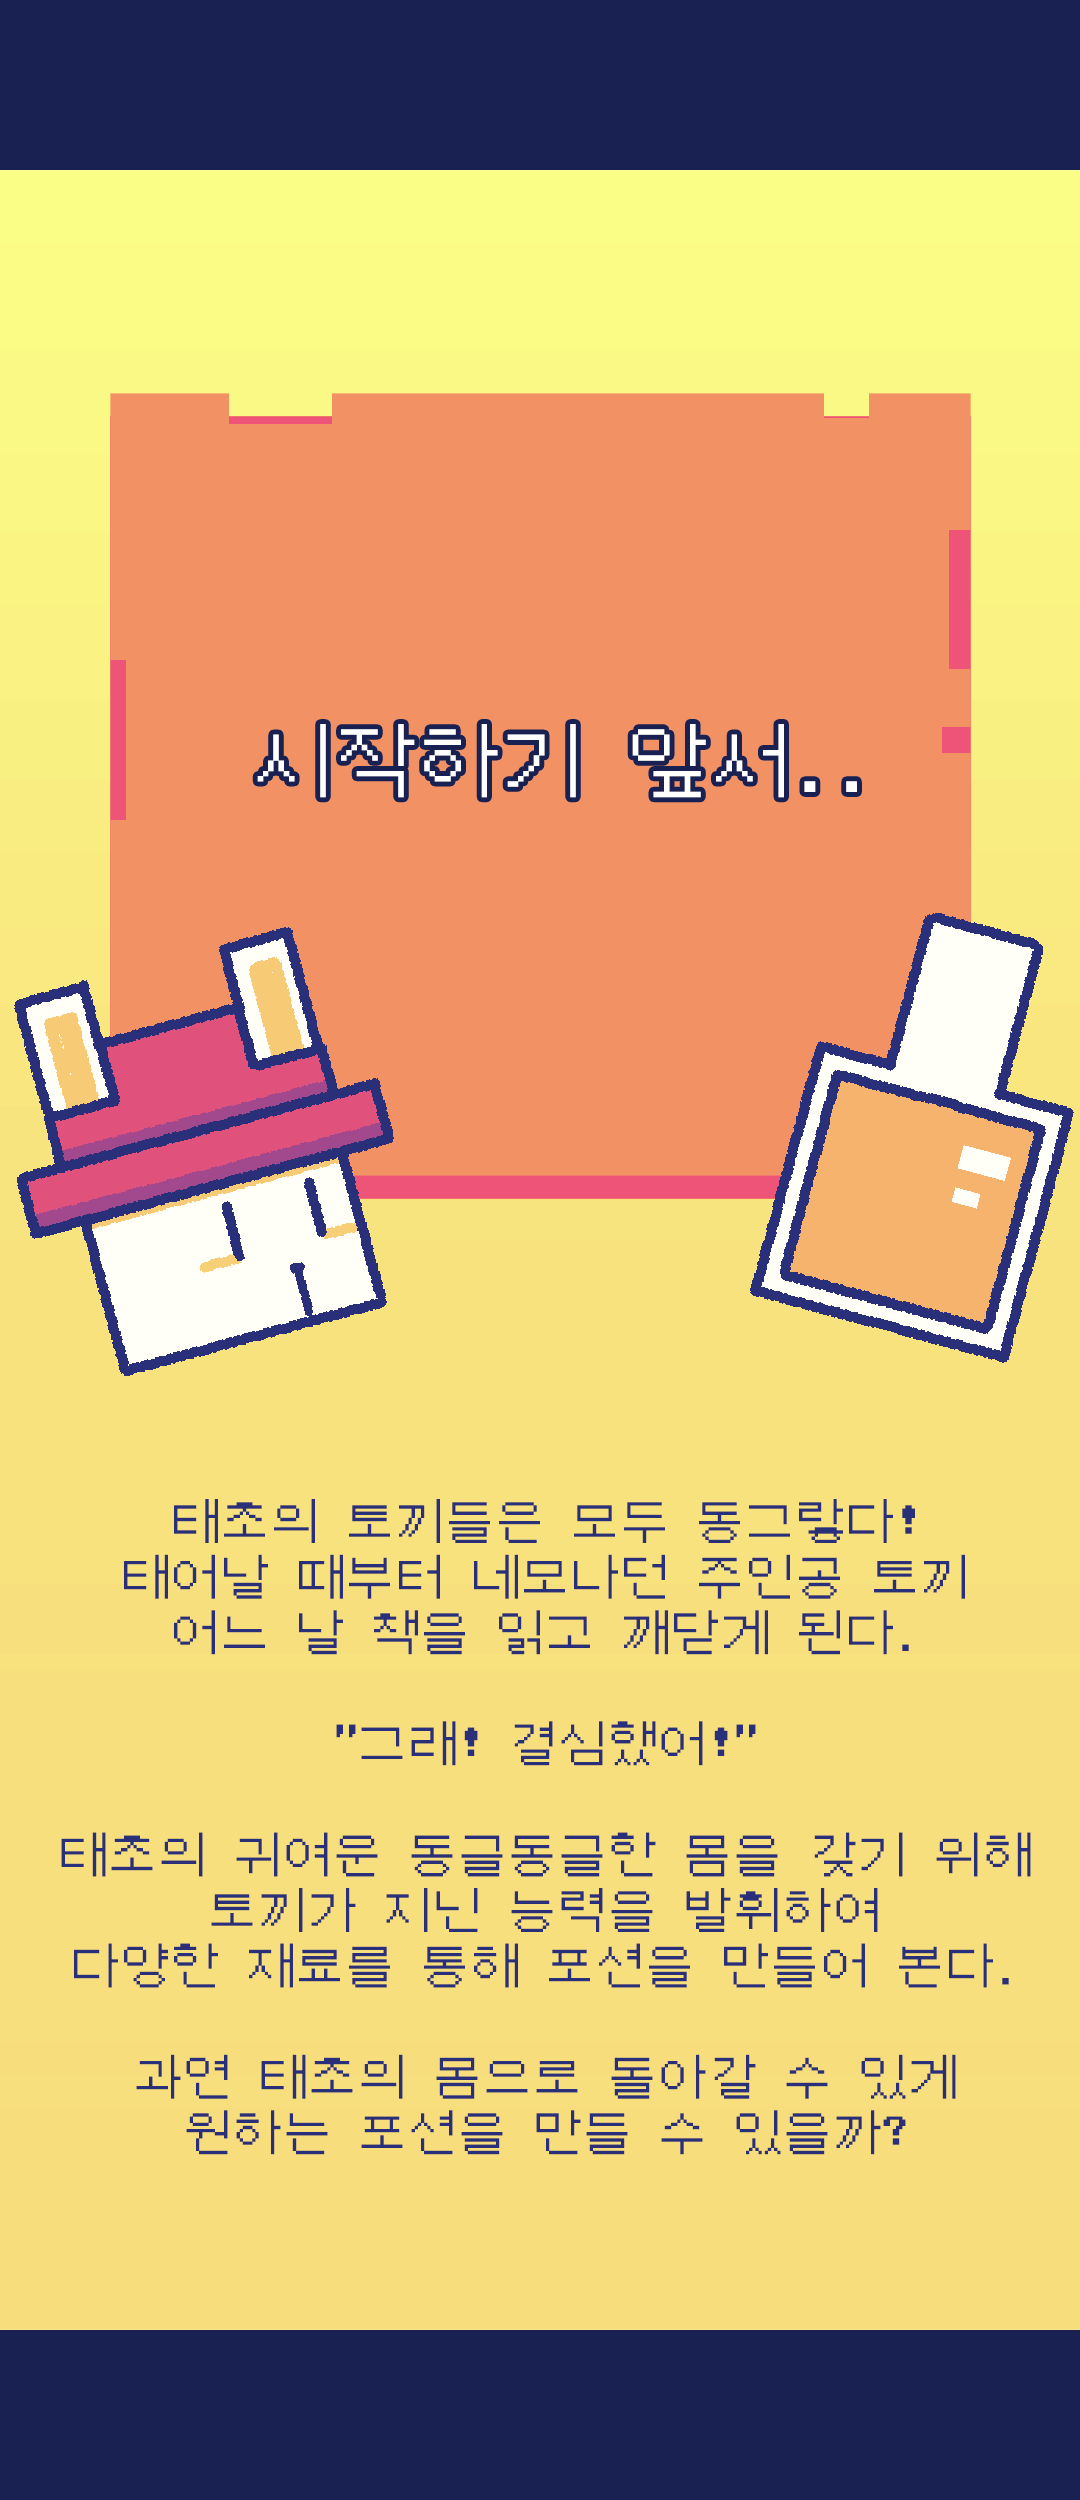 시작하기 앞서..
태초의 토끼들은 모두 동그랗다!
태어날 때부터 네모나던 주인공 토끼
어느 날 책을 읽고 깨닫게 된다.
"그래! 결심했어!"
태초의 귀여운 동글동글한 몸을 갖기 위해
토끼가 지닌 능력을 발휘하여
다양한 재료를 통해 포션을 만들어 본다.
과연 태초의 몸으로 돌아갈 수 있게
원하는 포션을 만들 수 있을까?